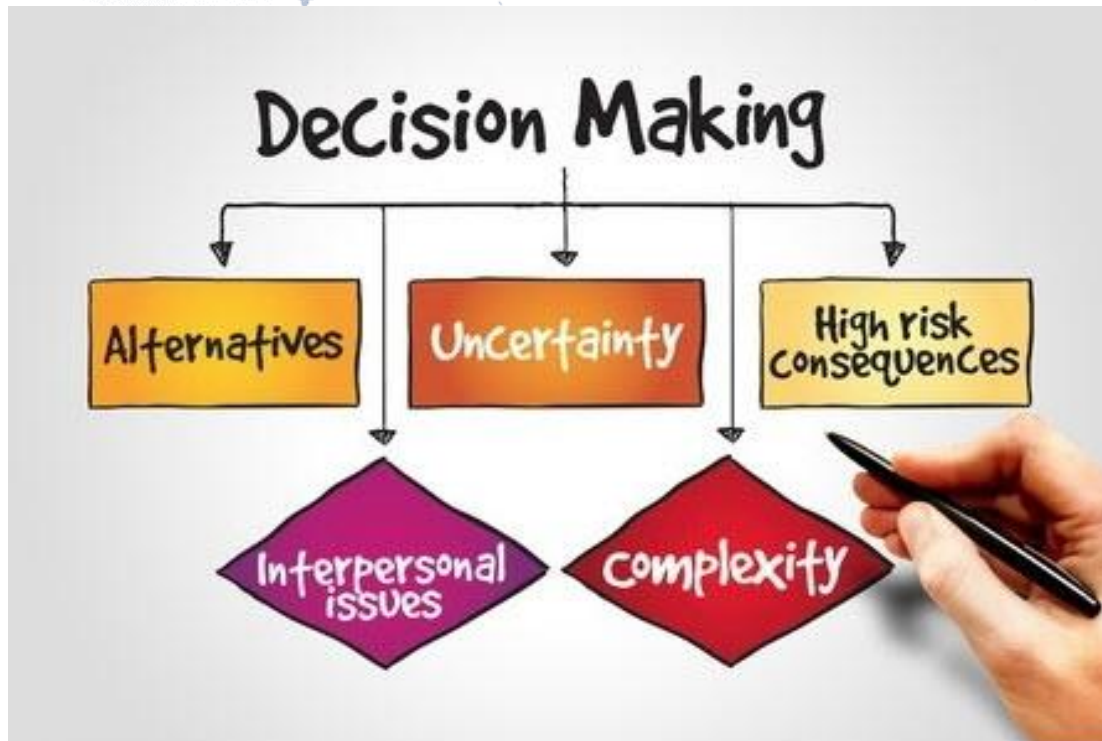 Decision Making
Alternatives
Uncertainty
High risk
consequences
Interpersonal
issues
Complexity